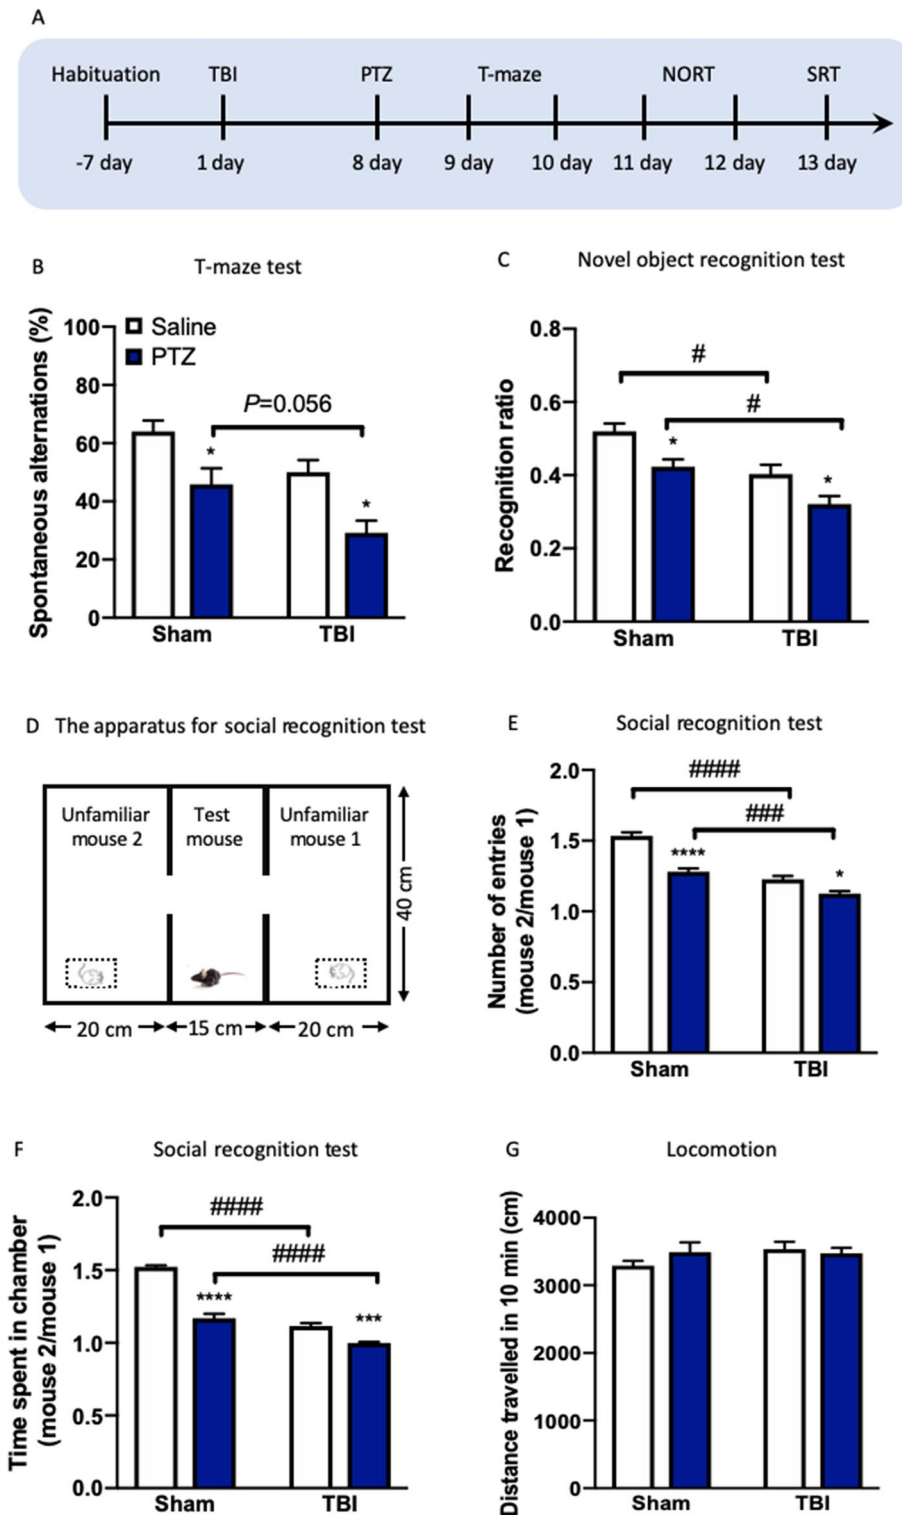 A
Habituation TBI PTZ T-maze NORT SRT
-7 day 1 day 8 day 9 day 10 day 11 day 12 day 13 day
B T-maze test
Spontaneous alternations (%)
100
80
60
40
20
0
Saline
PTZ
P=0.056
*
*
Sham TBI
C Novel object recognition test
Recognition ratio
0.8
0.6
0.4
0.2
0.0
#
#
*
*
Sham TBI
D The apparatus for social recognition test
Unfamiliar mouse 2
Test mouse
Unfamiliar mouse 1
40 cm
20 cm 15 cm 20 cm
E Social recognition test
Number of entries
(mouse 2/mouse 1)
2.0
1.5
1.0
0.5
0.0
####
###
****
*
Sham TBI
F Social recognition test
Time spent in chamber
(mouse 2/mouse 1)
2.0
1.5
1.0
0.5
0.0
####
####
****
***
Sham TBI
G Locomotion
Distance travelled in 10 min (cm)
4000
3000
2000
1000
0
Sham TBI